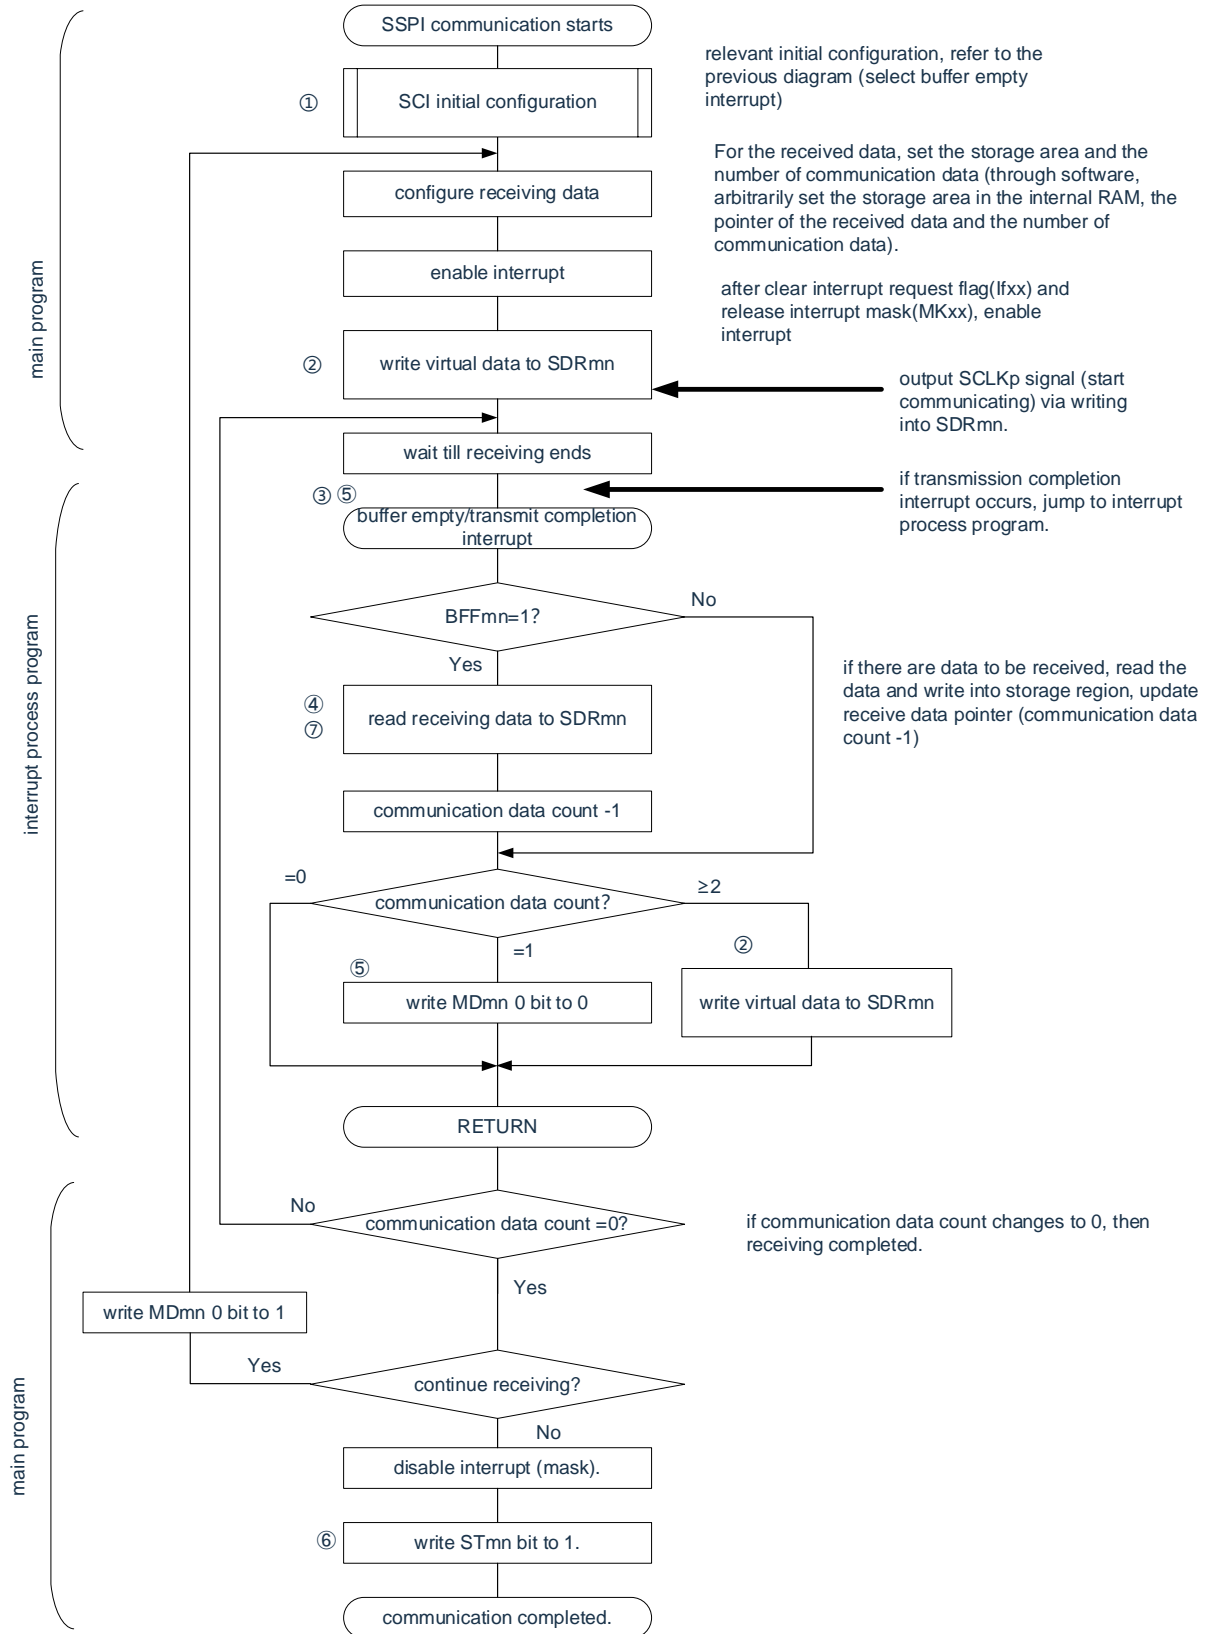 SSPI communication starts
relevant initial configuration, refer to the
previous diagram (select buffer empty
interrupt)
①
SCI initial configuration
For the received data, set the storage area and the
number of communication data (through software,
arbitrarily set the storage area in the internal RAM, the
pointer of the received data and the number of
communication data).
configure receiving data
main program
enable interrupt
after clear interrupt request flag(Ifxx) and
release interrupt mask(MKxx), enable
interrupt
②
write virtual data to SDRmn
output SCLKp signal (start
communicating) via writing
into SDRmn.
wait till receiving ends
if transmission completion
interrupt occurs, jump to interrupt
process program.
③ ⑤
buffer empty/transmit completion
interrupt
interrupt process program
BFFmn=1?
No
Yes
if there are data to be received, read the
data and write into storage region, update
receive data pointer (communication data
count -1)
④
⑦
read receiving data to SDRmn
communication data count -1
=0
communication data count?
≥2
=1
⑤
②
write MDmn 0 bit to 0
write virtual data to SDRmn
RETURN
No
communication data count =0?
if communication data count changes to 0, then
receiving completed.
Yes
write MDmn 0 bit to 1
Yes
continue receiving?
No
main program
disable interrupt (mask).
⑥
write STmn bit to 1.
communication completed.